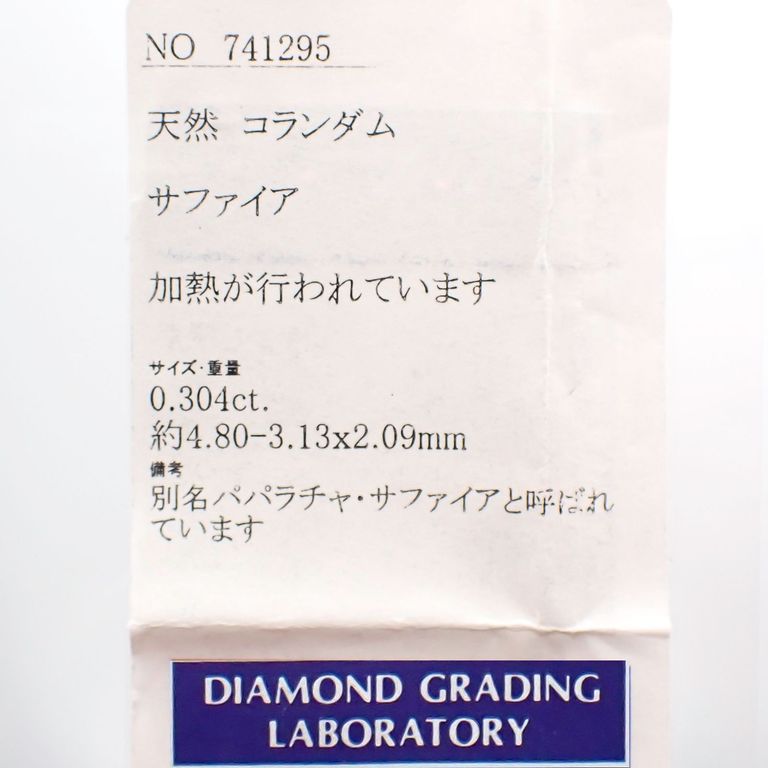 NO 741295
天然 コランダム
サファイア
加熱が行われています
サイズ・重量
0.304ct.
約4.80-3.13x2.09mm
備考
別名パパラチャ・サファイアと呼ばれ
ています
DIAMOND GRADING
LABORATORY